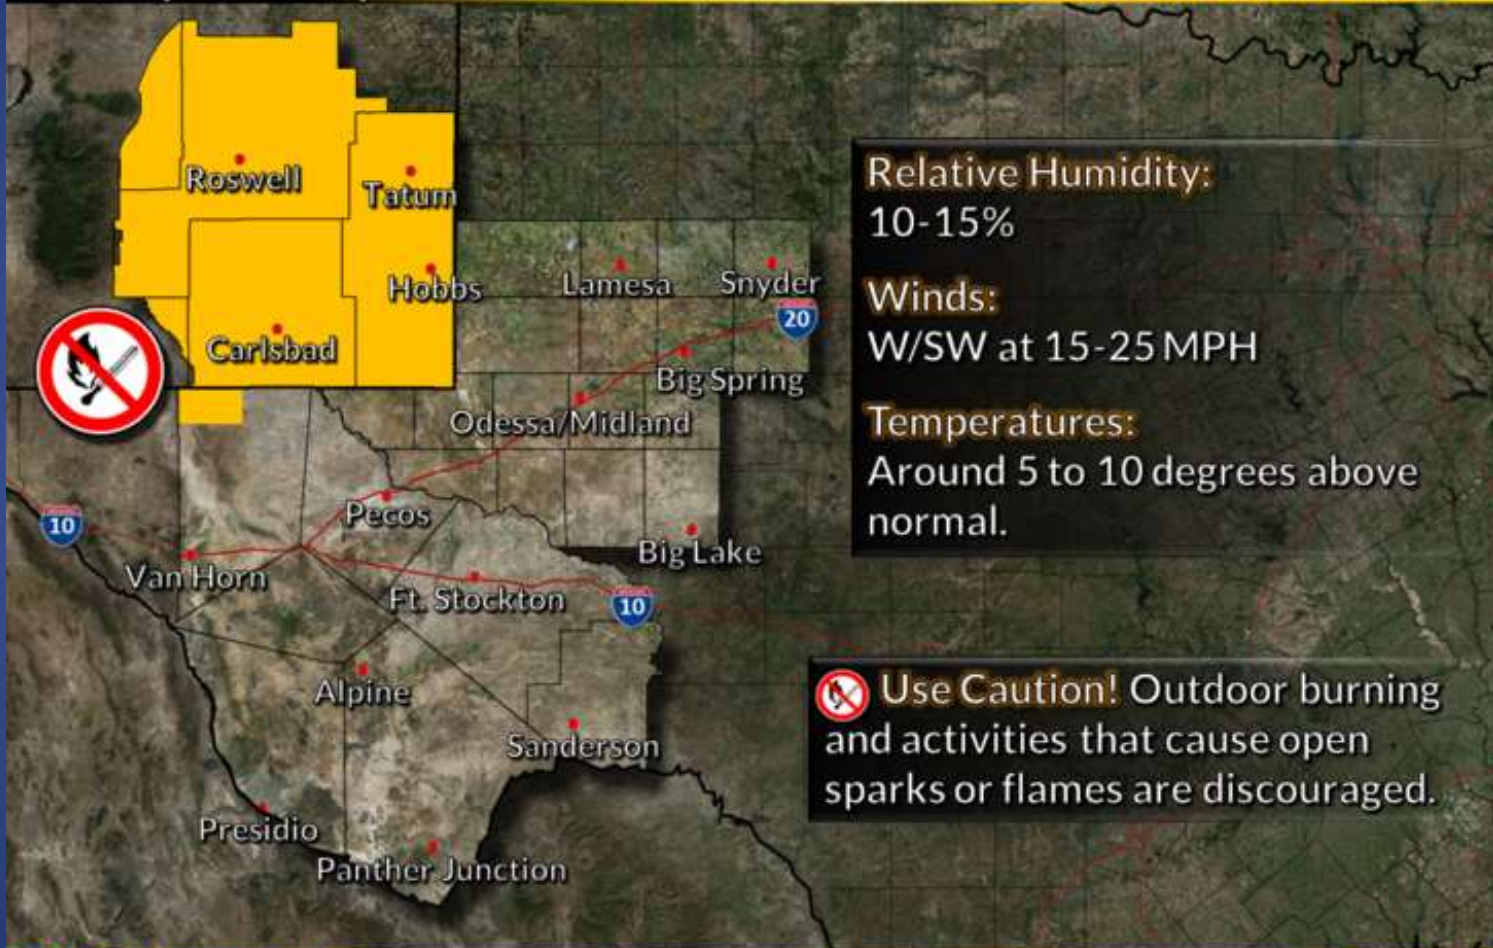 Roswell
Tatum
Hobbs
Lamesa
Snyder
20
Carlsbad
Big Spring
Odessa/Midland
Pecos
10
Big Lake
Van Horn
Ft. Stockton
10
Alpine
Sanderson
Presidio
Panther Junction
Relative Humidity:
10-15%
Winds:
W/SW at 15-25 MPH
Temperatures:
Around 5 to 10 degrees above
normal.
Use Caution! Outdoor burning
and activities that cause open
sparks or flames are discouraged.